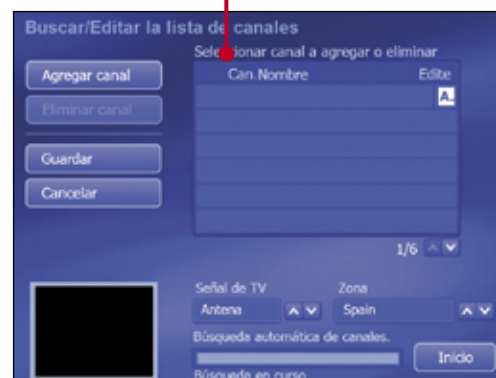 Buscar/Editar la lista de canales
Seleccionar canal a agregar o eliminar
Agregar canal
Can. Nombre Edite
A.
Eliminar canal
Guardar
Cancelar
1/6
Señal de TV Zona
Antena Spain
Búsqueda automática de canales.
Inicio
Búsqueda en curso